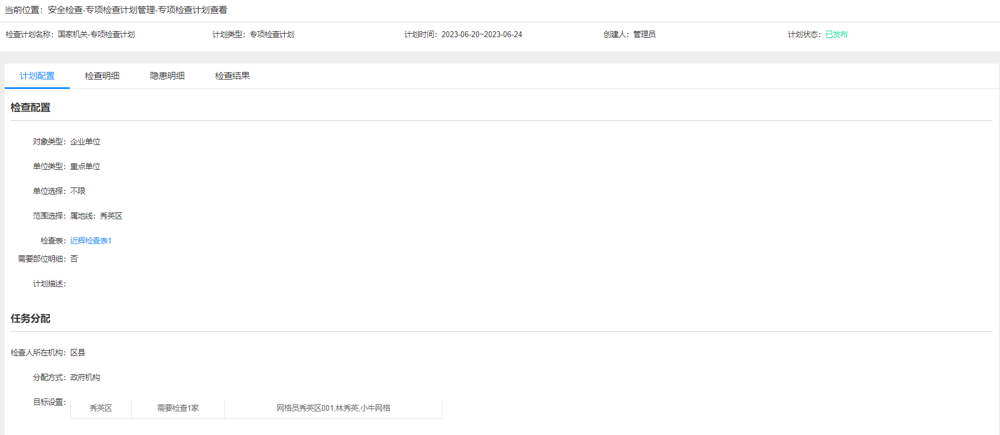 当前位置：安全检查-专项检查计划管理-专项检查计划查看
检查计划名称：国家机关-专项检查计划 计划类型：专项检查计划 计划时间：2023-06-20~2023-06-24 创建人：管理员 计划状态：已发布
计划配置 检查明细 隐患明细 检查结果
检查配置
对象类型：企业单位
单位类型：重点单位
单位选择：不限
范围选择：属地线：秀英区
检查表：近辉检查表1
需要部位明细：否
计划描述：
任务分配
检查人所在机构：区县
分配方式：政府机构
目标设置：
秀英区 需要检查1家 网格员秀英区001,林秀英,小牛网格